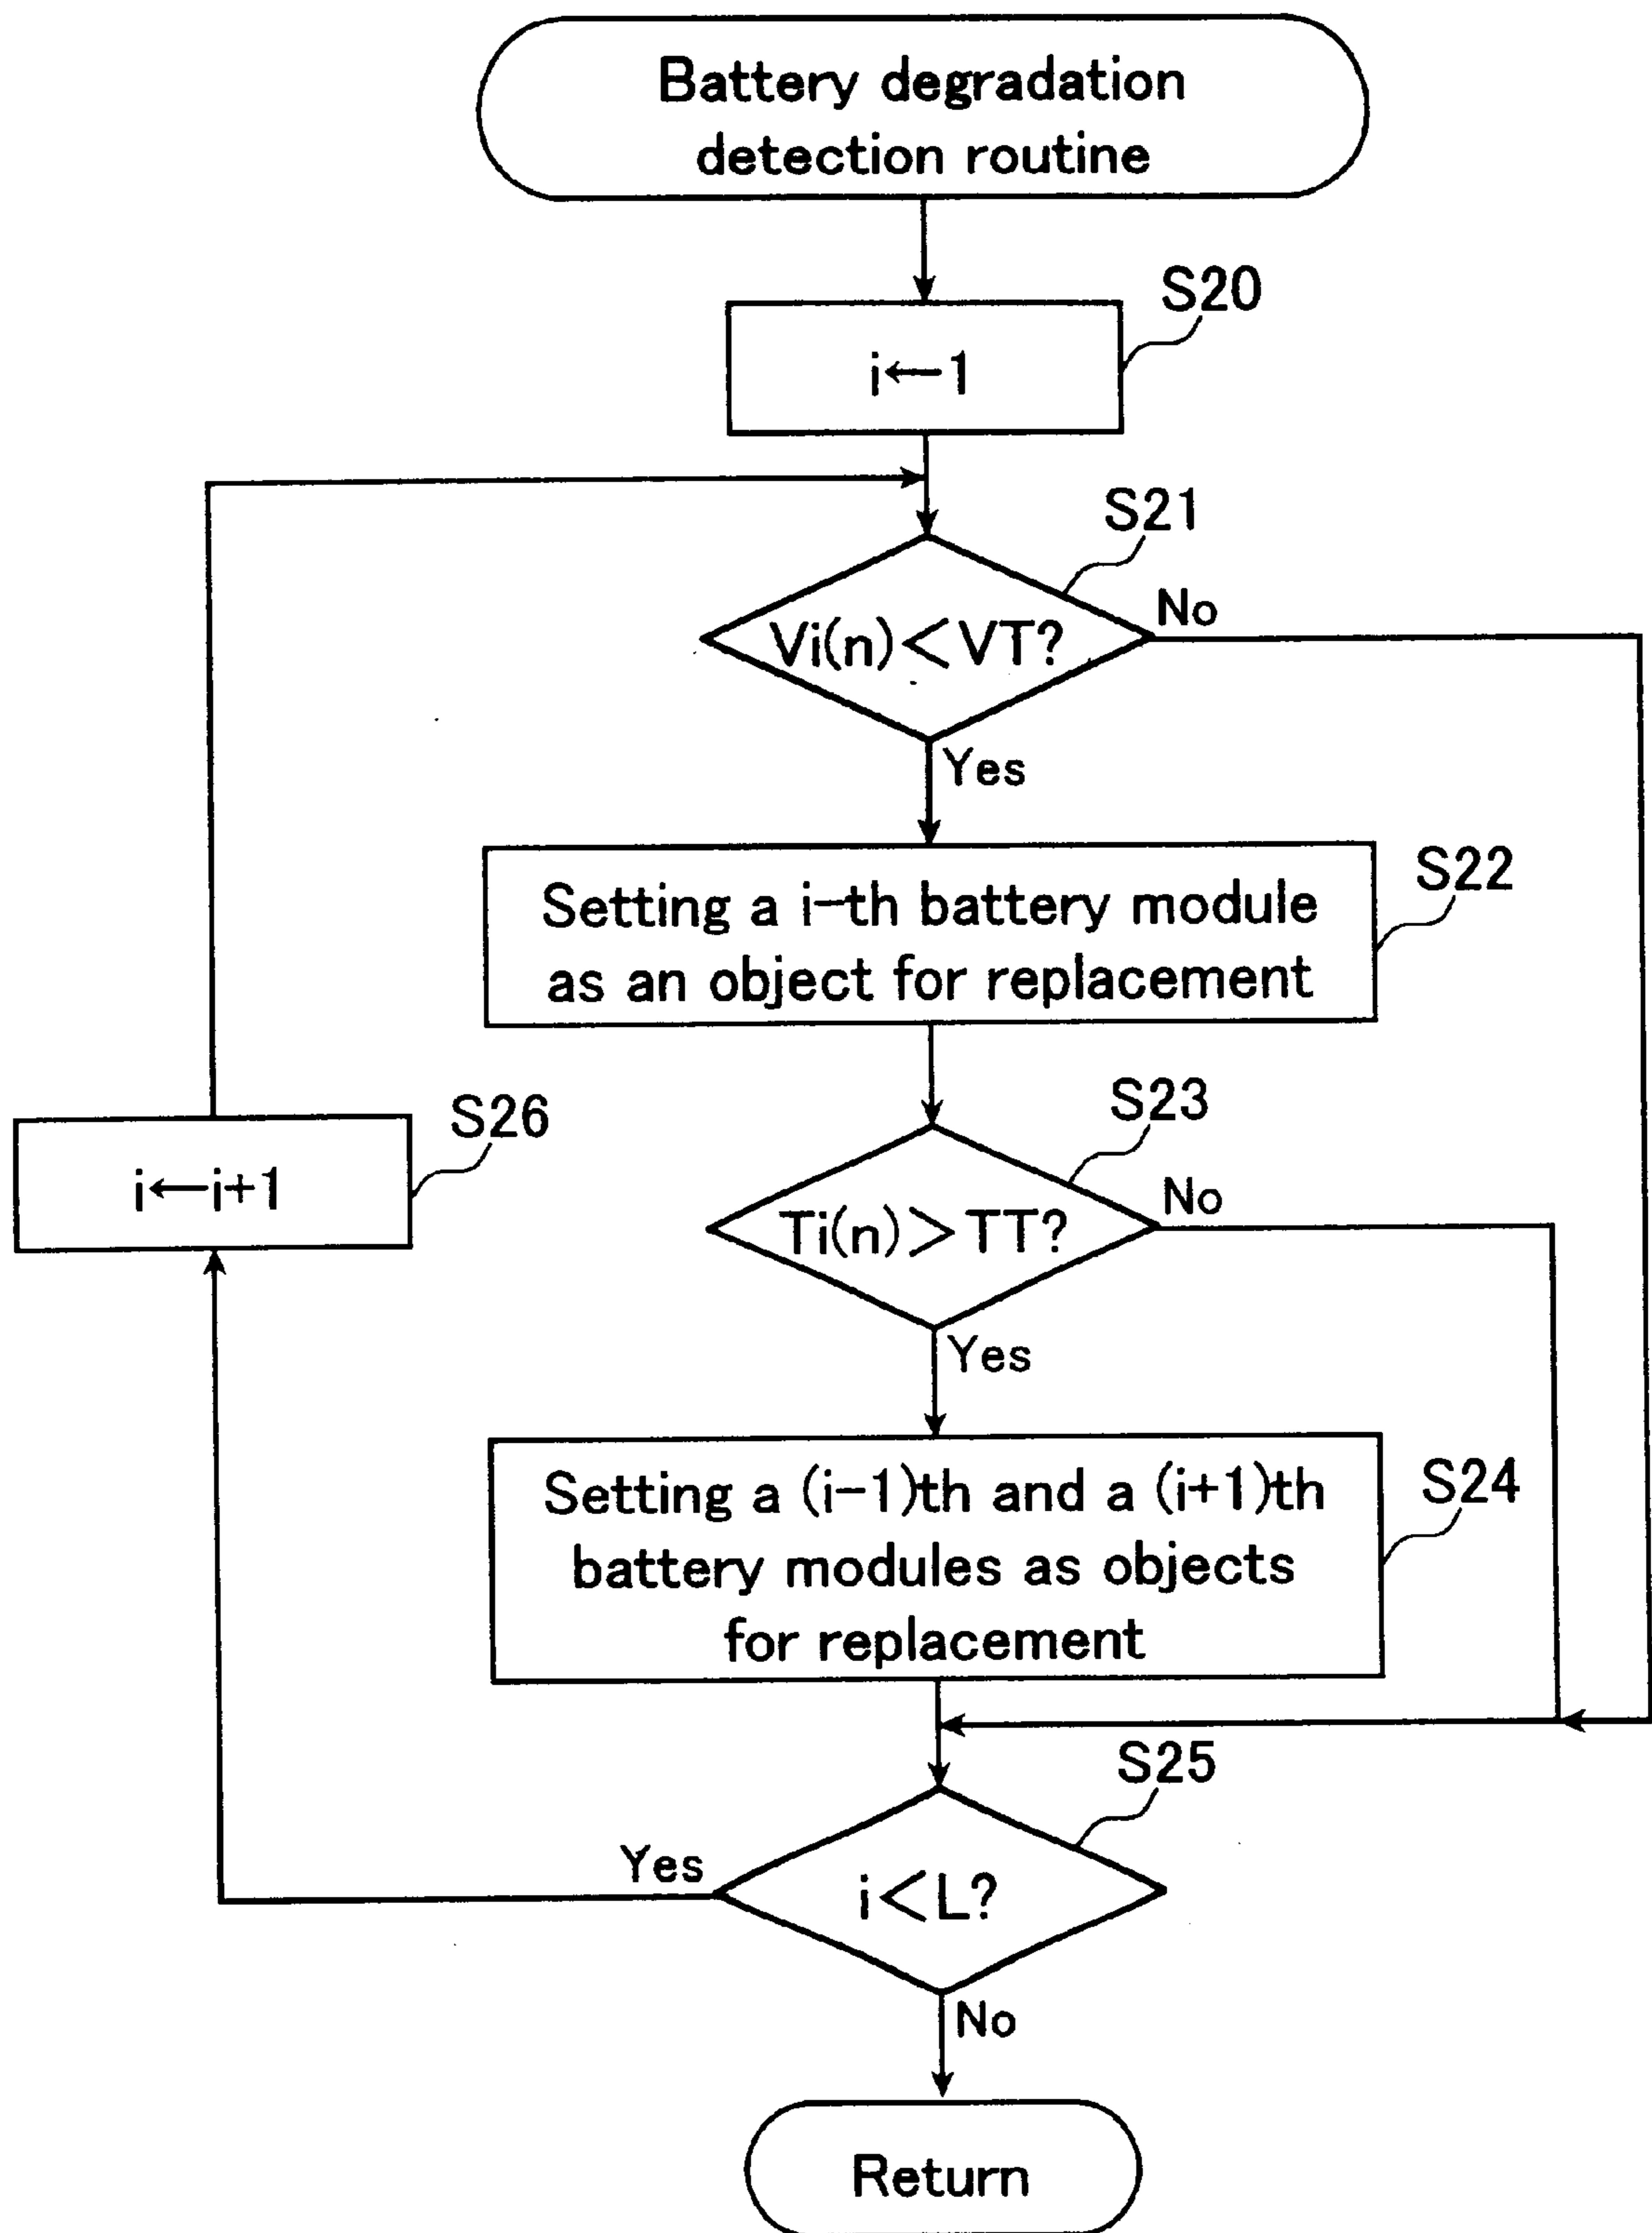 Battery degradation
detection routine
S20
i←1
S21
Vi(n)<VT?
No
Yes
S22
Setting a i-th battery module
as an object for replacement
S23
S26
i←i+1
Ti(n)>TT?
No
Yes
S24
Setting a (i-1)th and a (i+1)th
battery modules as objects
for replacement
S25
Yes
i<L?
No
Return